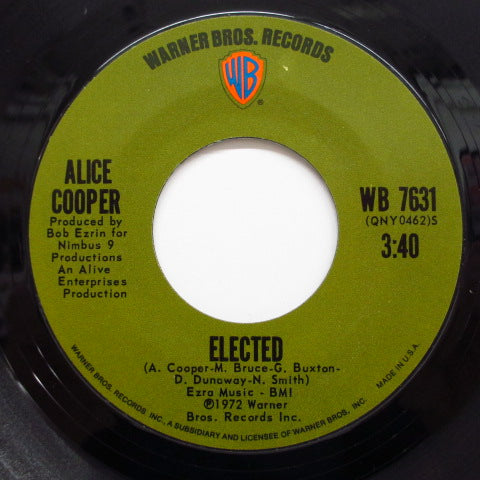 WARNER BROS. RECORDS
WB
®
ALICE
COOPER
Produced by
Bob Ezrin for
Nimbus 9
Productions
An Alive
Enterprises
Production
WB 7631
(QNY0462)S
3:40
ELECTED
(A. Cooper-M. Bruce-G. Buxton-
D. Dunaway-N. Smith)
Ezra Music - BMI
℗1972 Warner
Bros. Records Inc.
WARNER BROS. RECORDS INC., A SUBSIDIARY AND LICENSEE OF WARNER BROS. INC.
MADE IN U.S.A.